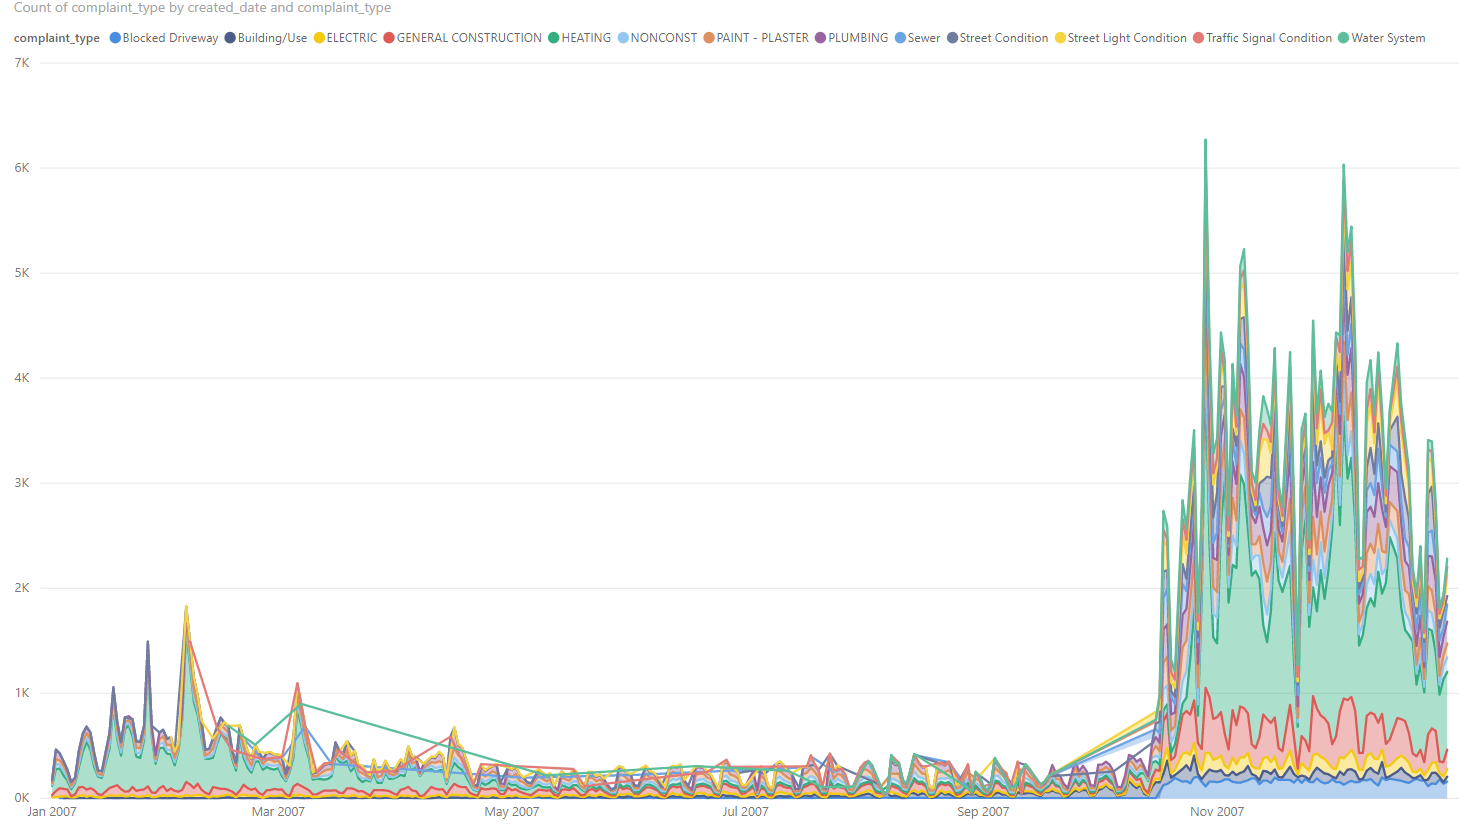 Count of complaint_type by created_date and complaint_type
complaint_type Blocked Driveway Building/Use ELECTRIC GENERAL CONSTRUCTION HEATING NONCONST PAINT - PLASTER PLUMBING Sewer Street Condition Street Light Condition Traffic Signal Condition Water System
7K
6K
5K
4K
3K
2K
1K
0K
Jan 2007 Mar 2007 May 2007 Jul 2007 Sep 2007 Nov 2007